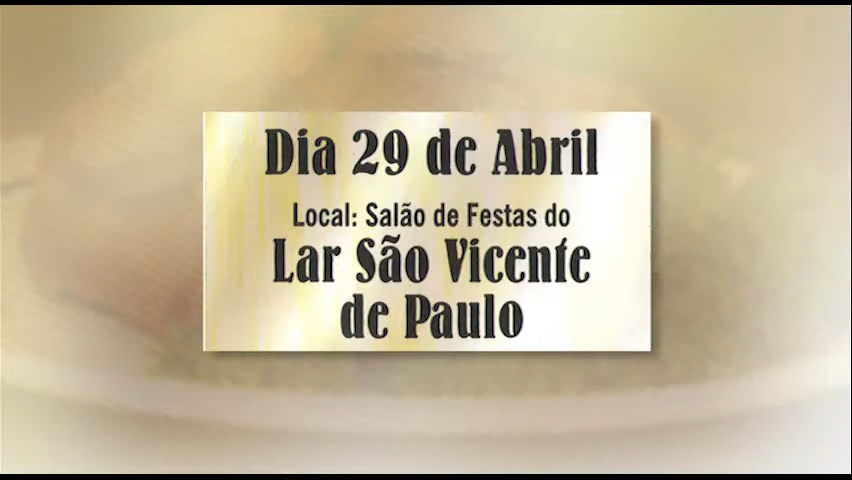 Dia 29 de Abril
Local: Salão de Festas do
Lar São Vicente
de Paulo